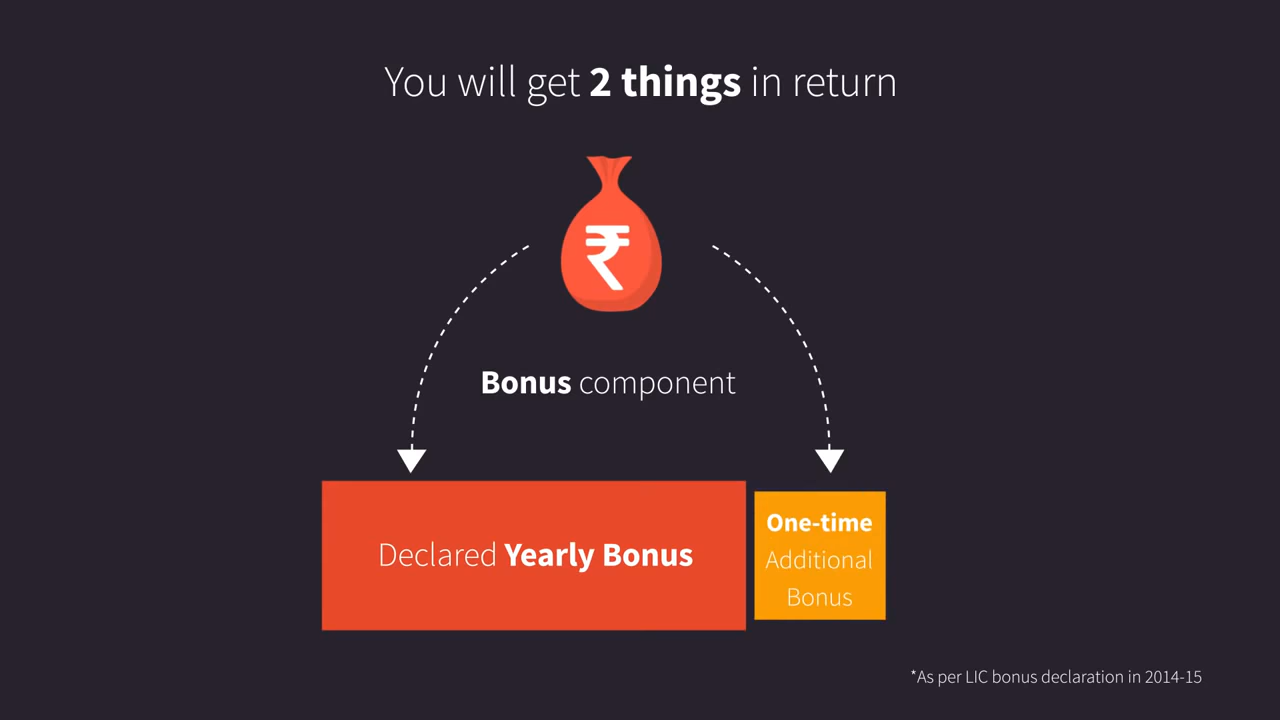 You will get 2 things in return
₹
Bonus component
Declared Yearly Bonus
One-time
Additional
Bonus
*As per LIC bonus declaration in 2014-15